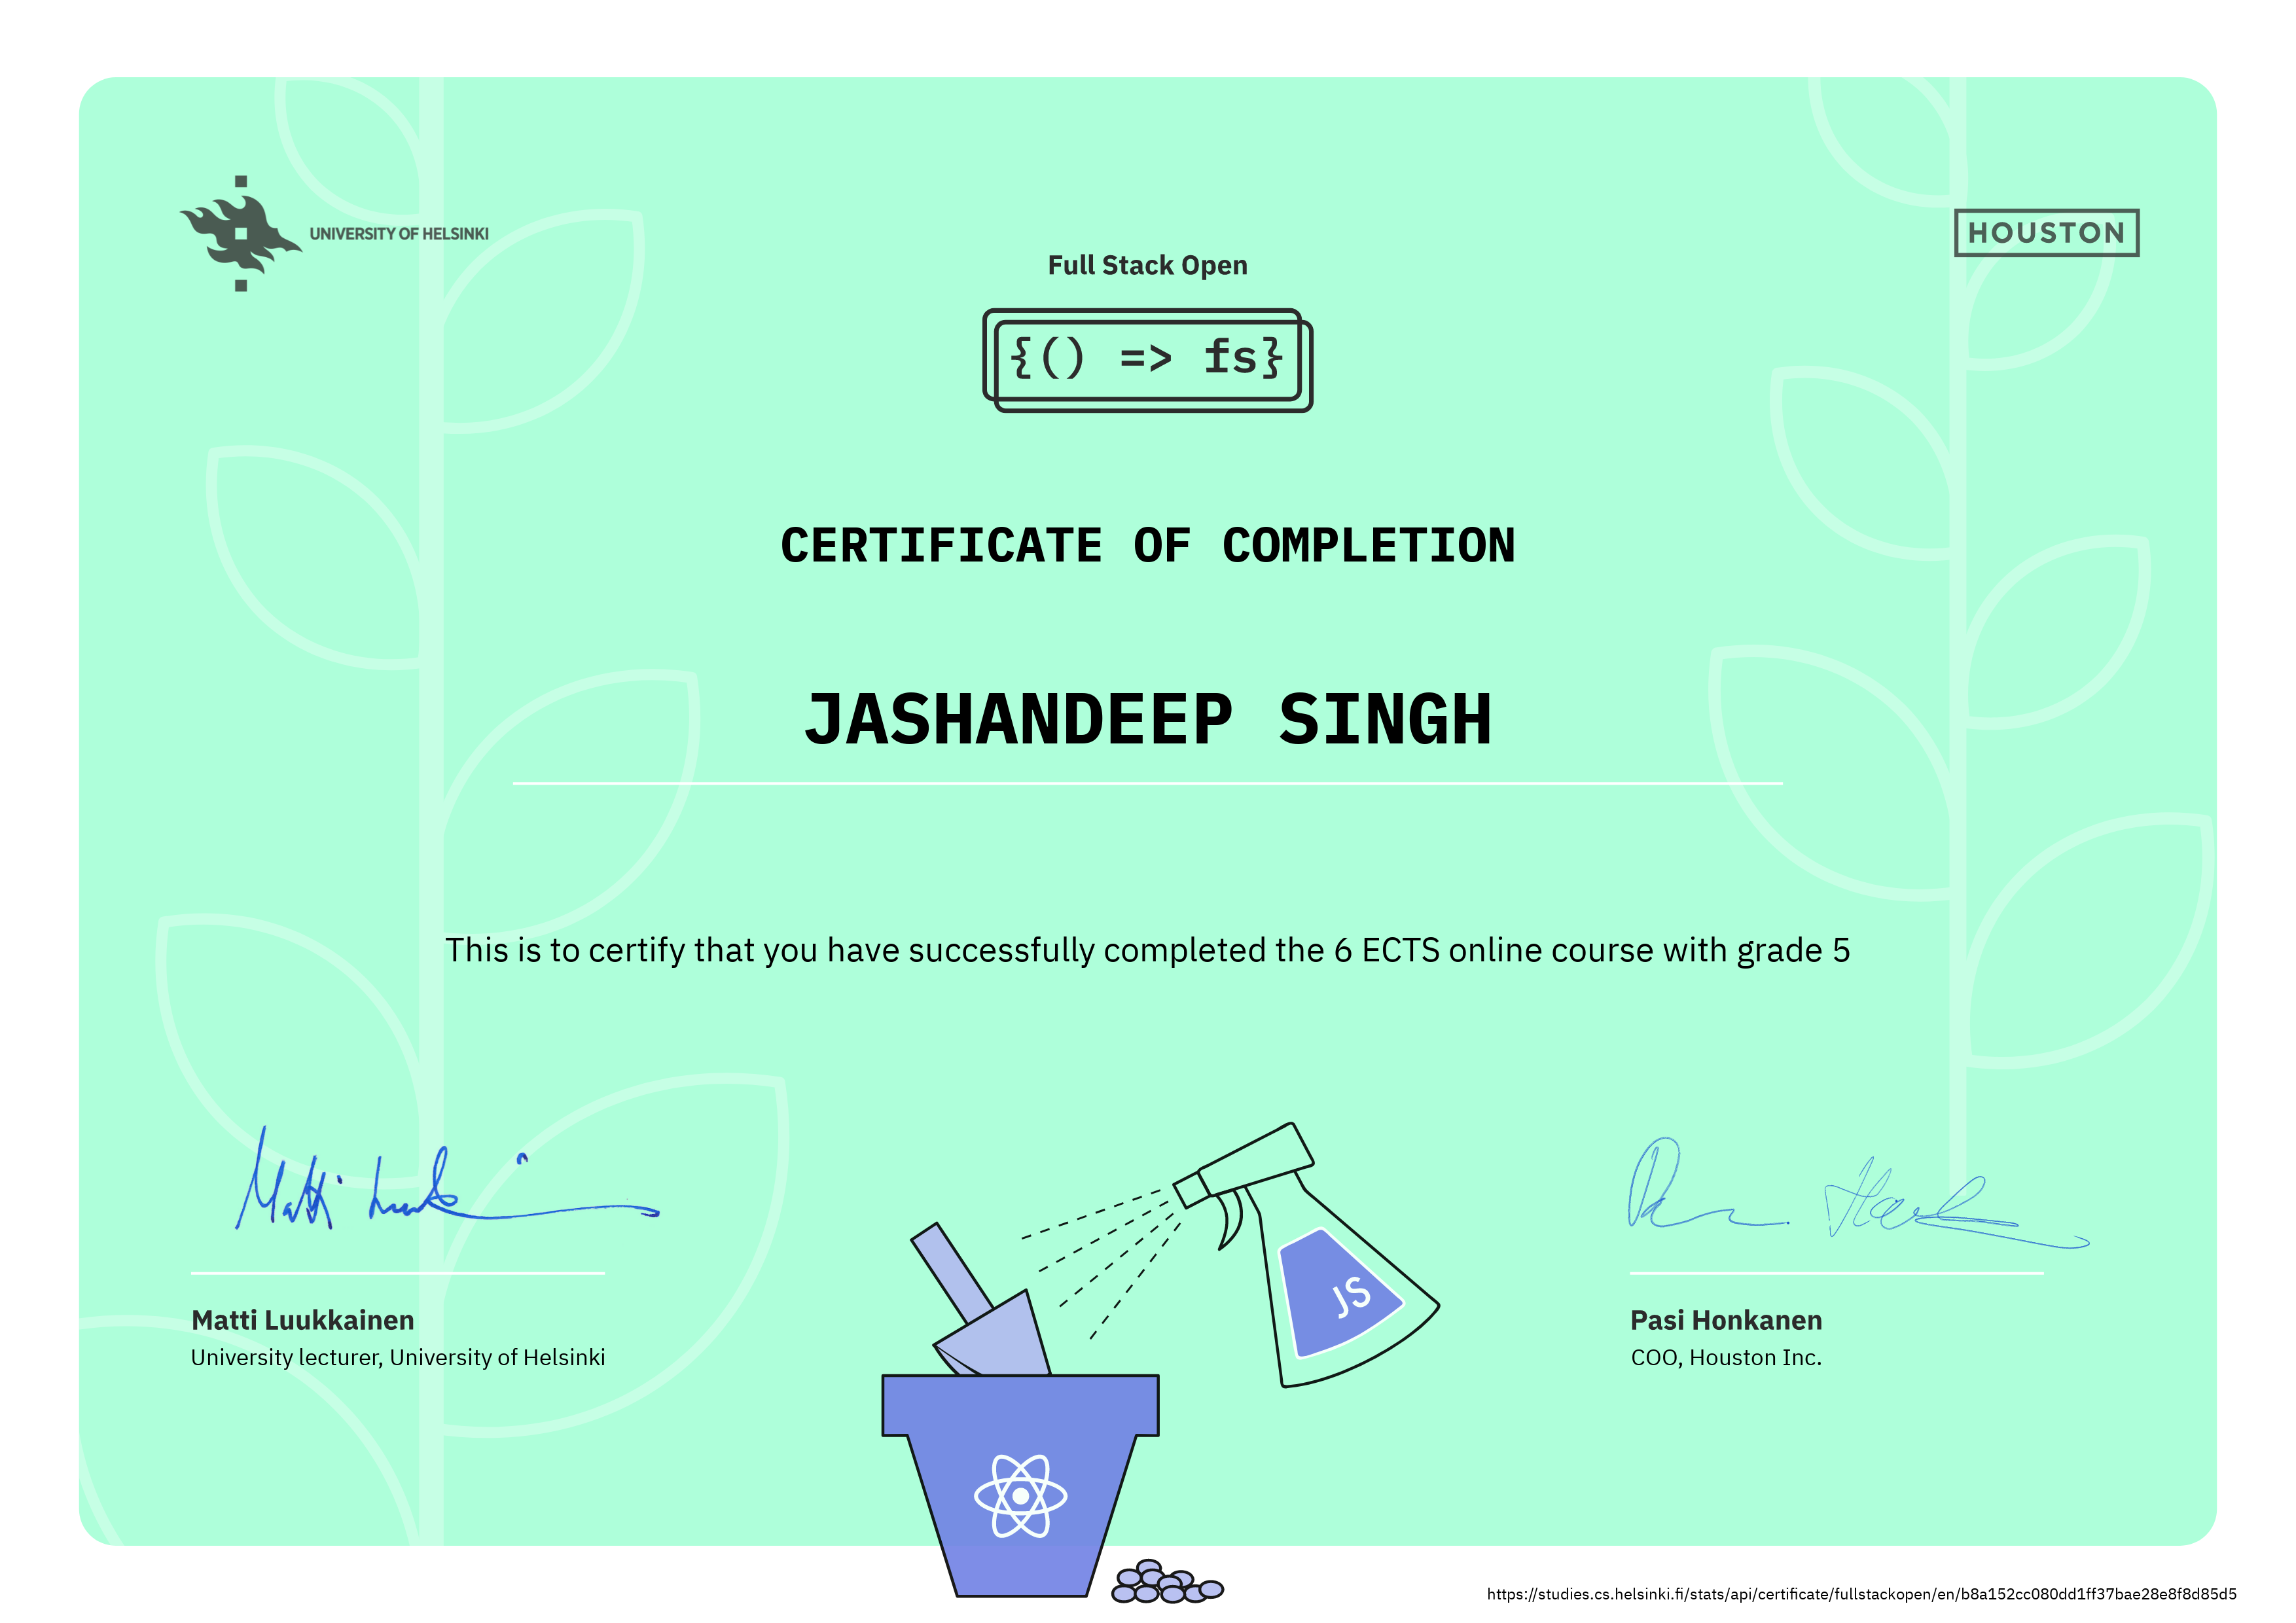 UNIVERSITY OF HELSINKI
HOUSTON
Full Stack Open
{() => fs}
CERTIFICATE OF COMPLETION
JASHANDEEP SINGH
This is to certify that you have successfully completed the 6 ECTS online course with grade 5
JS
Matti Luukkainen
University lecturer, University of Helsinki
Pasi Honkanen
COO, Houston Inc.
https://studies.cs.helsinki.fi/stats/api/certificate/fullstackopen/en/b8a152cc080dd1ff37bae28e8f8d85d5